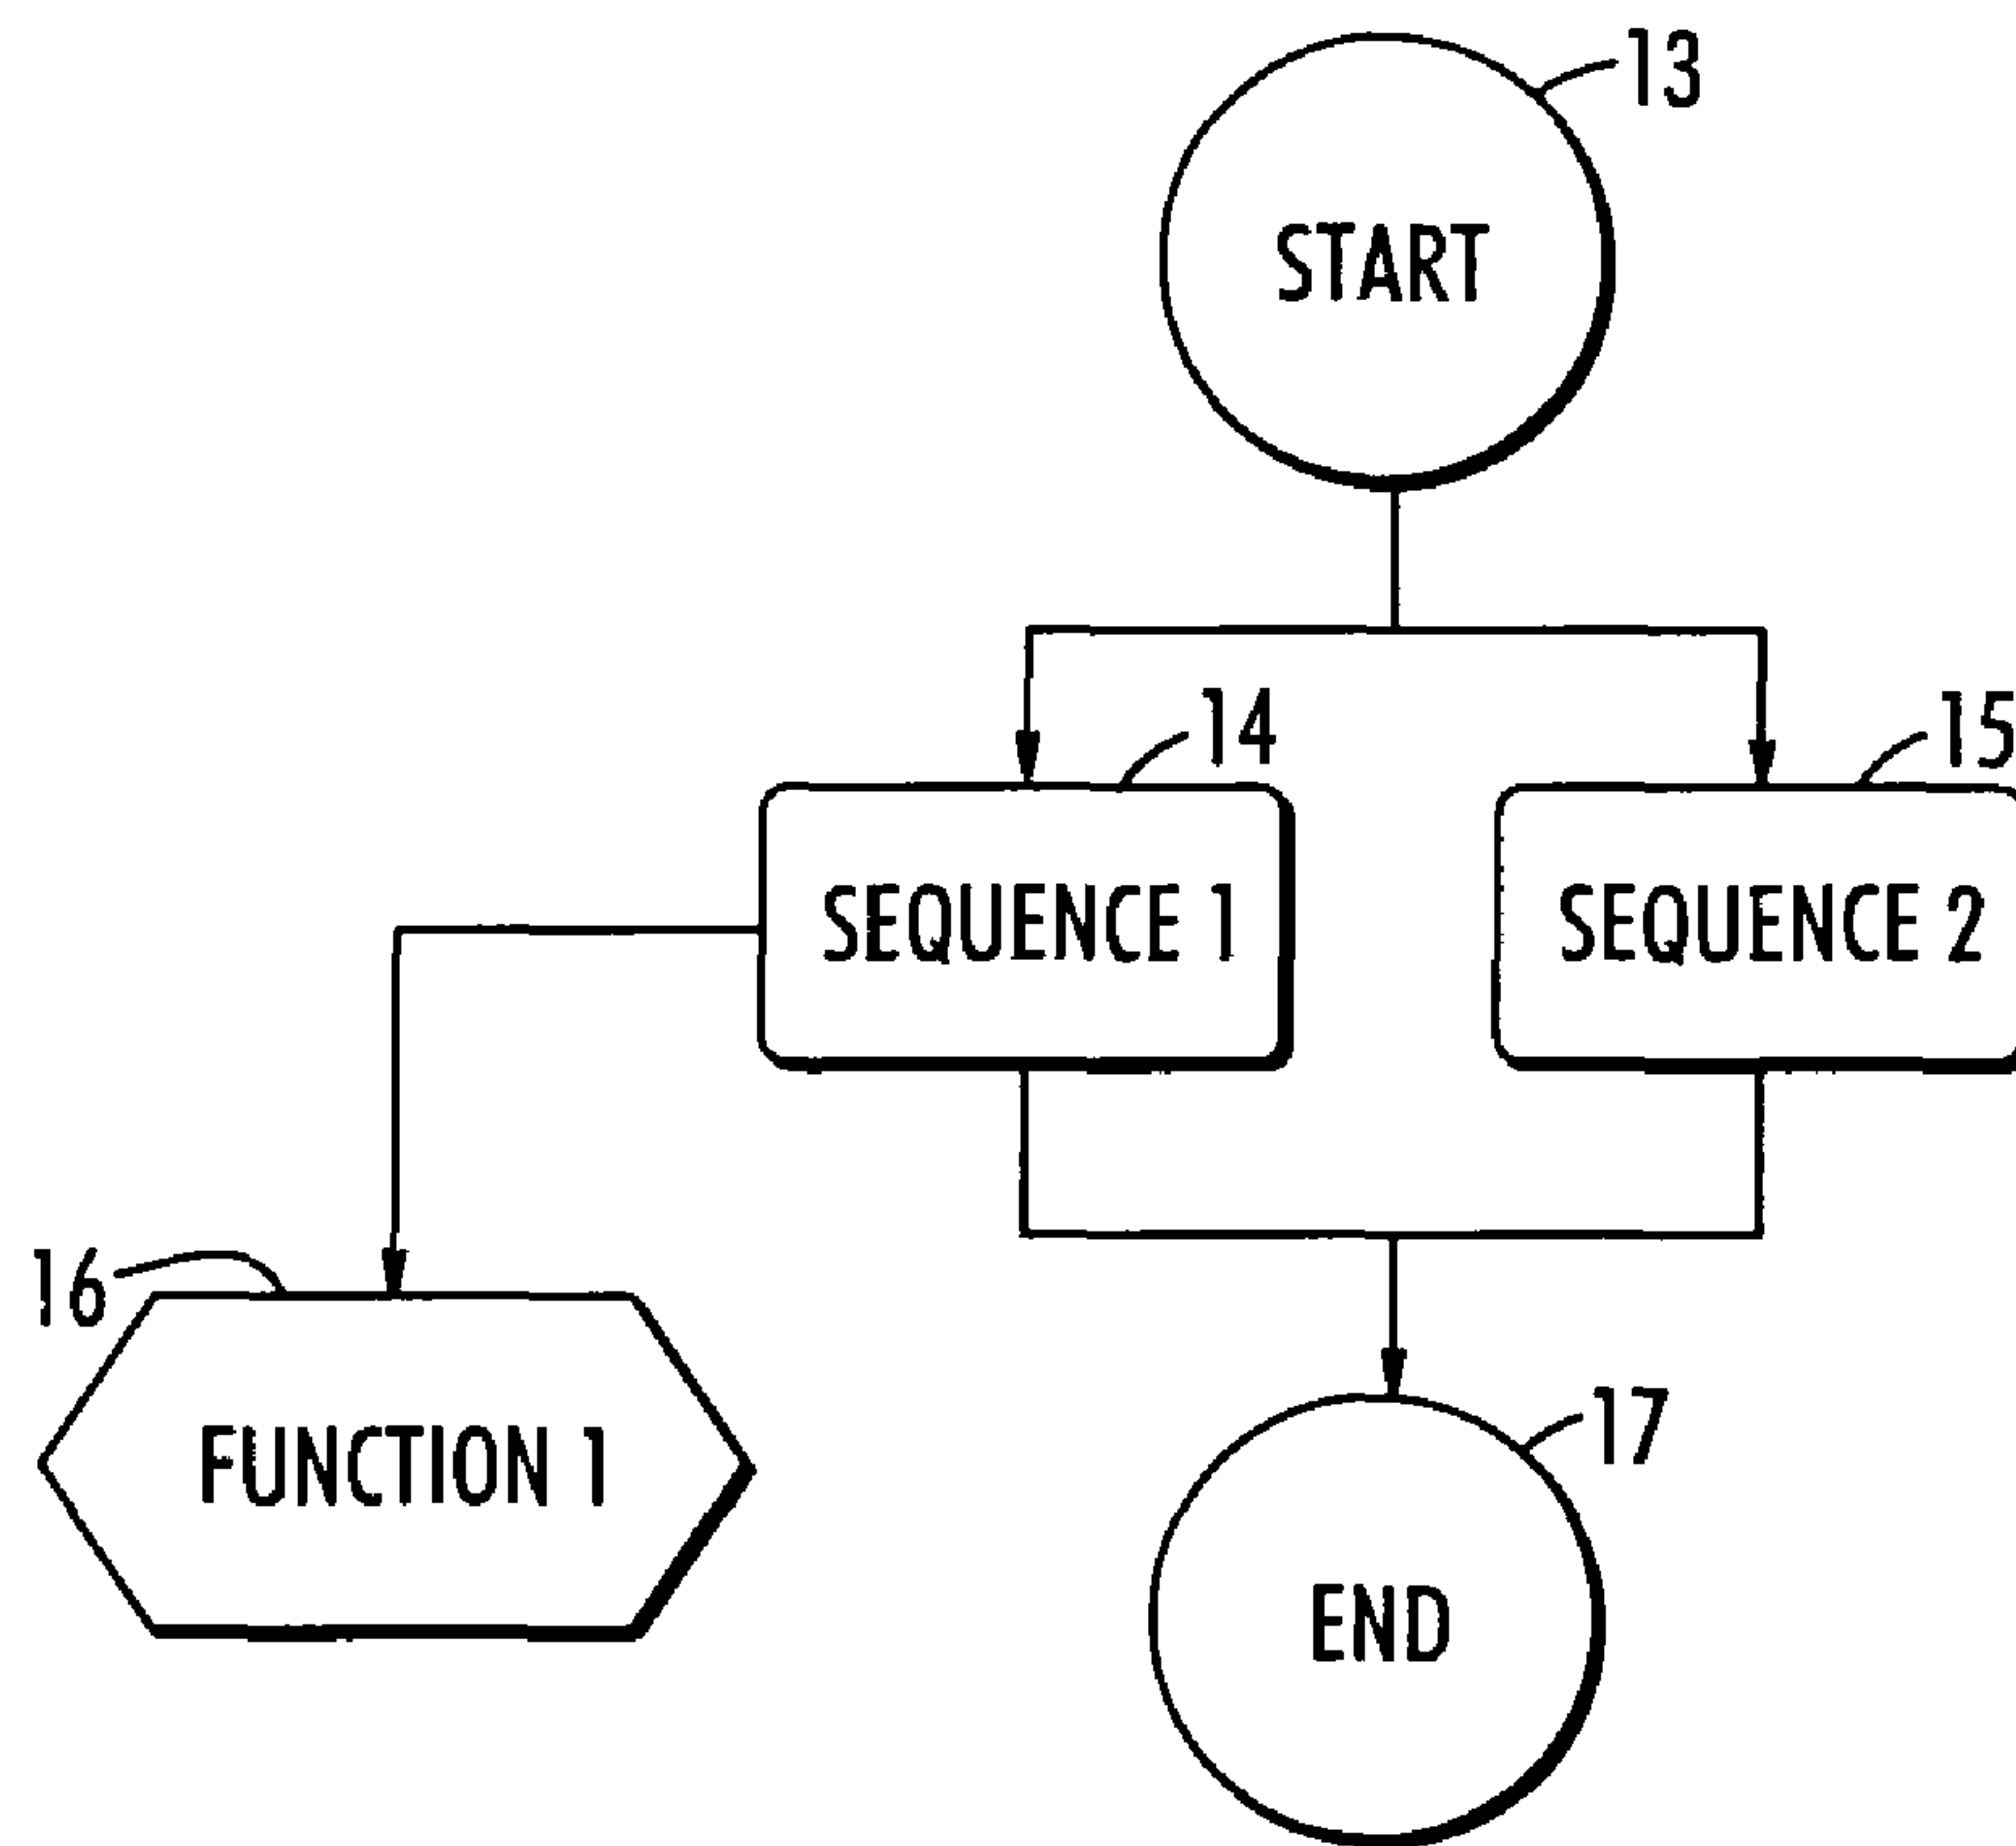 13
START
14
15
SEQUENCE 1
SEQUENCE 2
16
FUNCTION 1
17
END